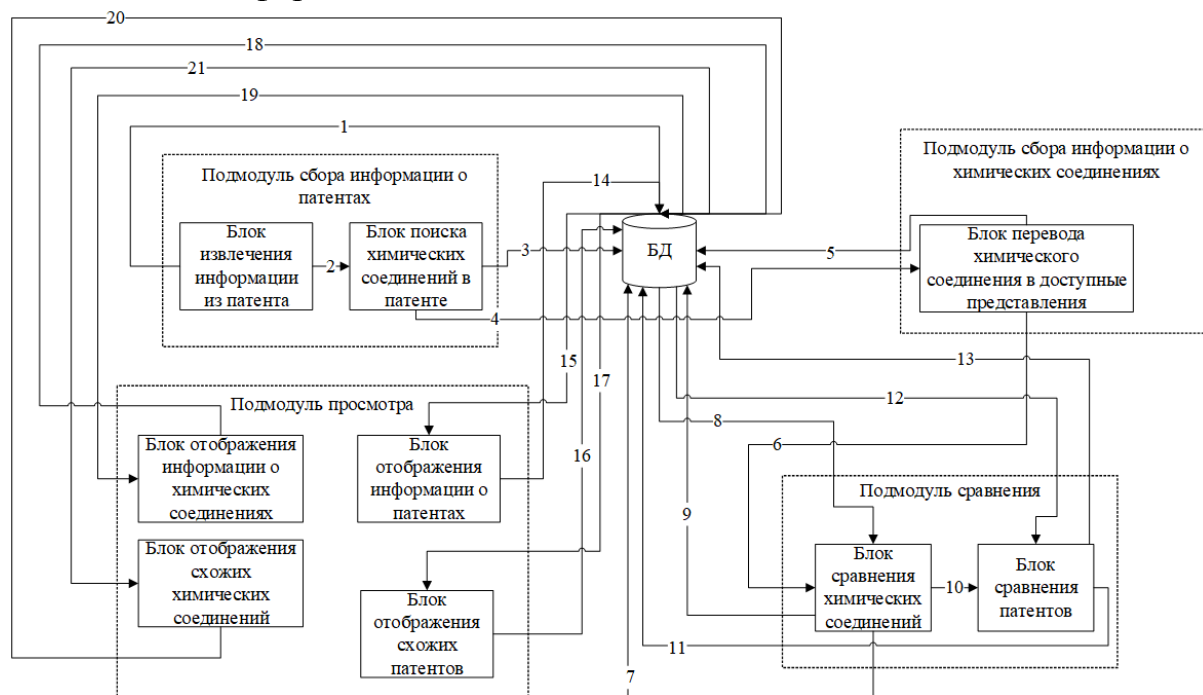 20
18
21
19
1
Подмодуль сбора информации о
патентах
14
Блок
извлечения
информации
из патента
2
Блок поиска
химических
соединений в
патенте
3
4
БД
5
Подмодуль сбора информации о
химических соединениях
Блок перевода
химического
соединения в доступные
представления
13
15
17
12
8
6
16
9
Подмодуль просмотра
Блок отображения
информации о
химических
соединениях
Блок
отображения
информации о
патентах
Блок отображения
схожих
химических
соединений
Блок
отображения
схожих
патентов
Подмодуль сравнения
Блок
сравнения
химических
соединений
10
Блок
сравнения
патентов
11
7